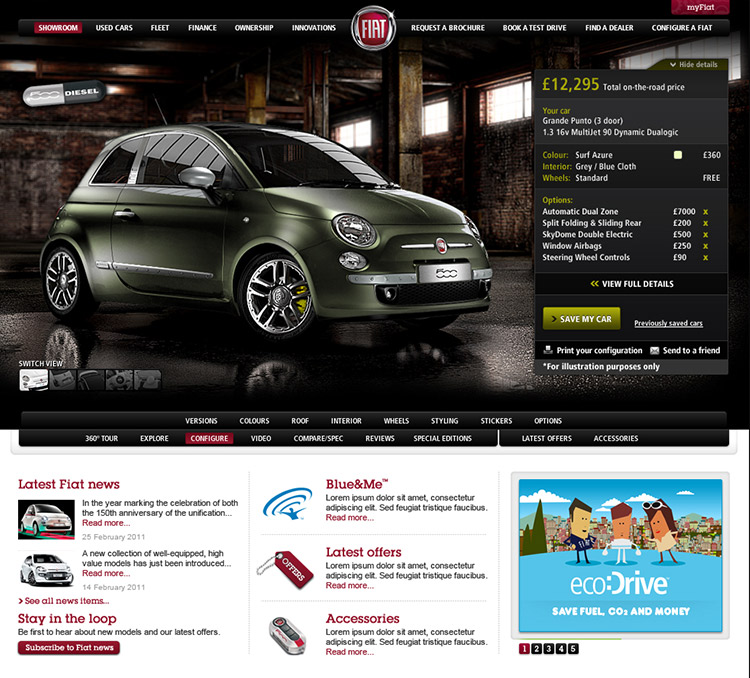 myFiat
SHOWROOM USED CARS FLEET FINANCE OWNERSHIP INNOVATIONS FIAT REQUEST A BROCHURE BOOK A TEST DRIVE FIND A DEALER CONFIGURE A FIAT
Hide details
500 DIESEL
£12,295 Total on-the-road price
Your car
Grande Punto (3 door)
1.3 16v MultiJet 90 Dynamic Dualogic
Colour: Surf Azure £360
Interior: Grey / Blue Cloth
Wheels: Standard FREE
Options:
Automatic Dual Zone £7000 x
Split Folding & Sliding Rear £200 x
SkyDome Double Electric £500 x
Window Airbags £250 x
Steering Wheel Controls £90 x
500
« VIEW FULL DETAILS
> SAVE MY CAR Previously saved cars
Print your configuration Send to a friend
*For illustration purposes only
SWITCH VIEW
VERSIONS COLOURS ROOF INTERIOR WHEELS STYLING STICKERS OPTIONS
360° TOUR EXPLORE CONFIGURE VIDEO COMPARE/SPEC REVIEWS SPECIAL EDITIONS LATEST OFFERS ACCESSORIES
Latest Fiat news
In the year marking the celebration of both
the 150th anniversary of the unification...
Read more...
25 February 2011
A new collection of well-equipped, high
value models has just been introduced...
Read more...
14 February 2011
> See all news items...
Stay in the loop
Be first to hear about new models and our latest offers.
Subscribe to Fiat news
Blue&Me™
Lorem ipsum dolor sit amet, consectetur
adipiscing elit. Sed feugiat tristique faucibus.
Read more...
OFFERS
Latest offers
Lorem ipsum dolor sit amet, consectetur
adipiscing elit. Sed feugiat tristique faucibus.
Read more...
Accessories
Lorem ipsum dolor sit amet, consectetur
adipiscing elit. Sed feugiat tristique faucibus.
Read more...
eco:Drive™
SAVE FUEL, CO₂ AND MONEY
1 2 3 4 5